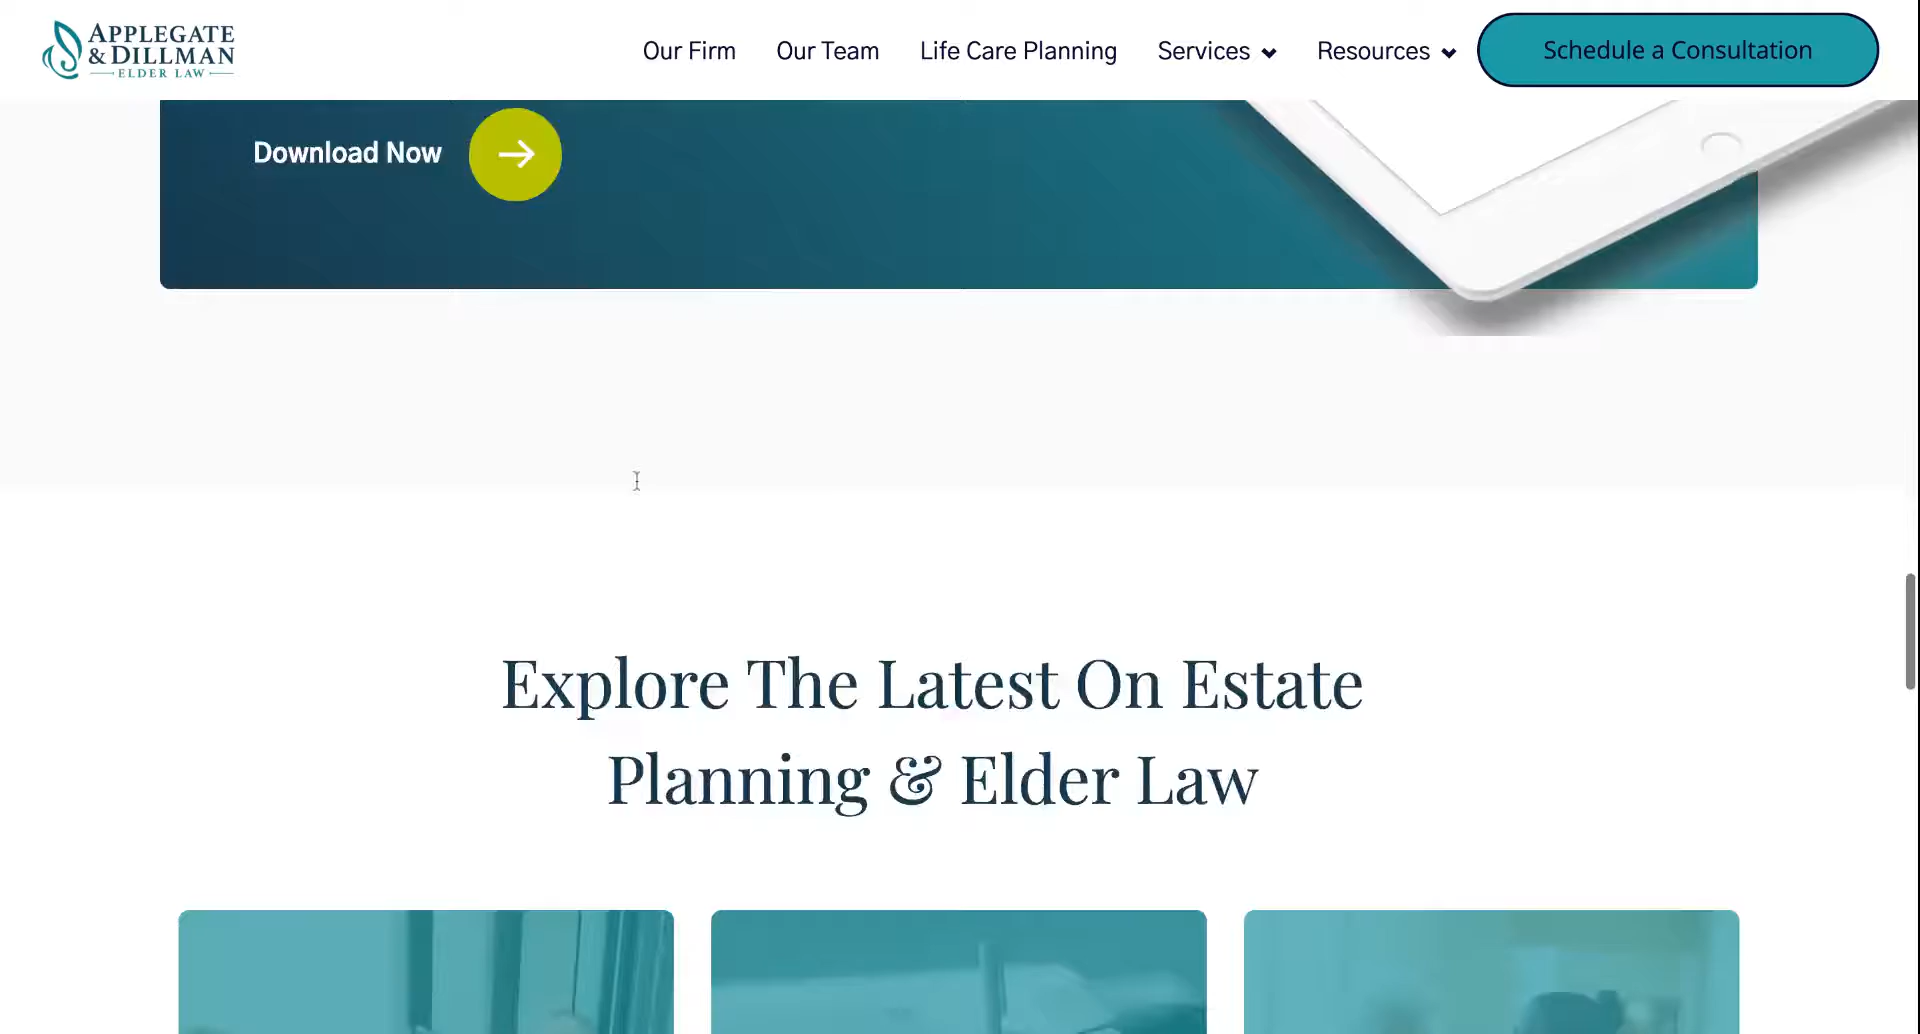 APPLEGATE
& DILLMAN
ELDER LAW
Our Firm
Our Team
Life Care Planning
Services
Resources
Schedule a Consultation
Download Now
Explore The Latest On Estate
Planning & Elder Law